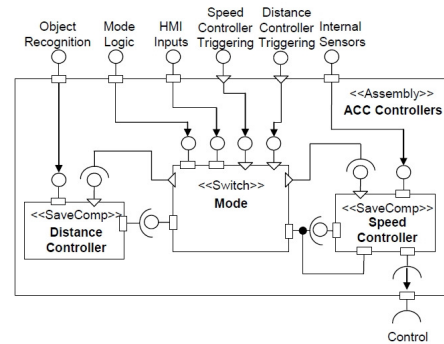 Object
Recognition
Mode
Logic
HMI
Inputs
Speed
Controller
Triggering
Distance
Controller
Triggering
Internal
Sensors
<<Assembly>>
ACC Controllers
<<Switch>>
Mode
<<SaveComp>>
Distance
Controller
<<SaveComp>>
Speed
Controller
Control